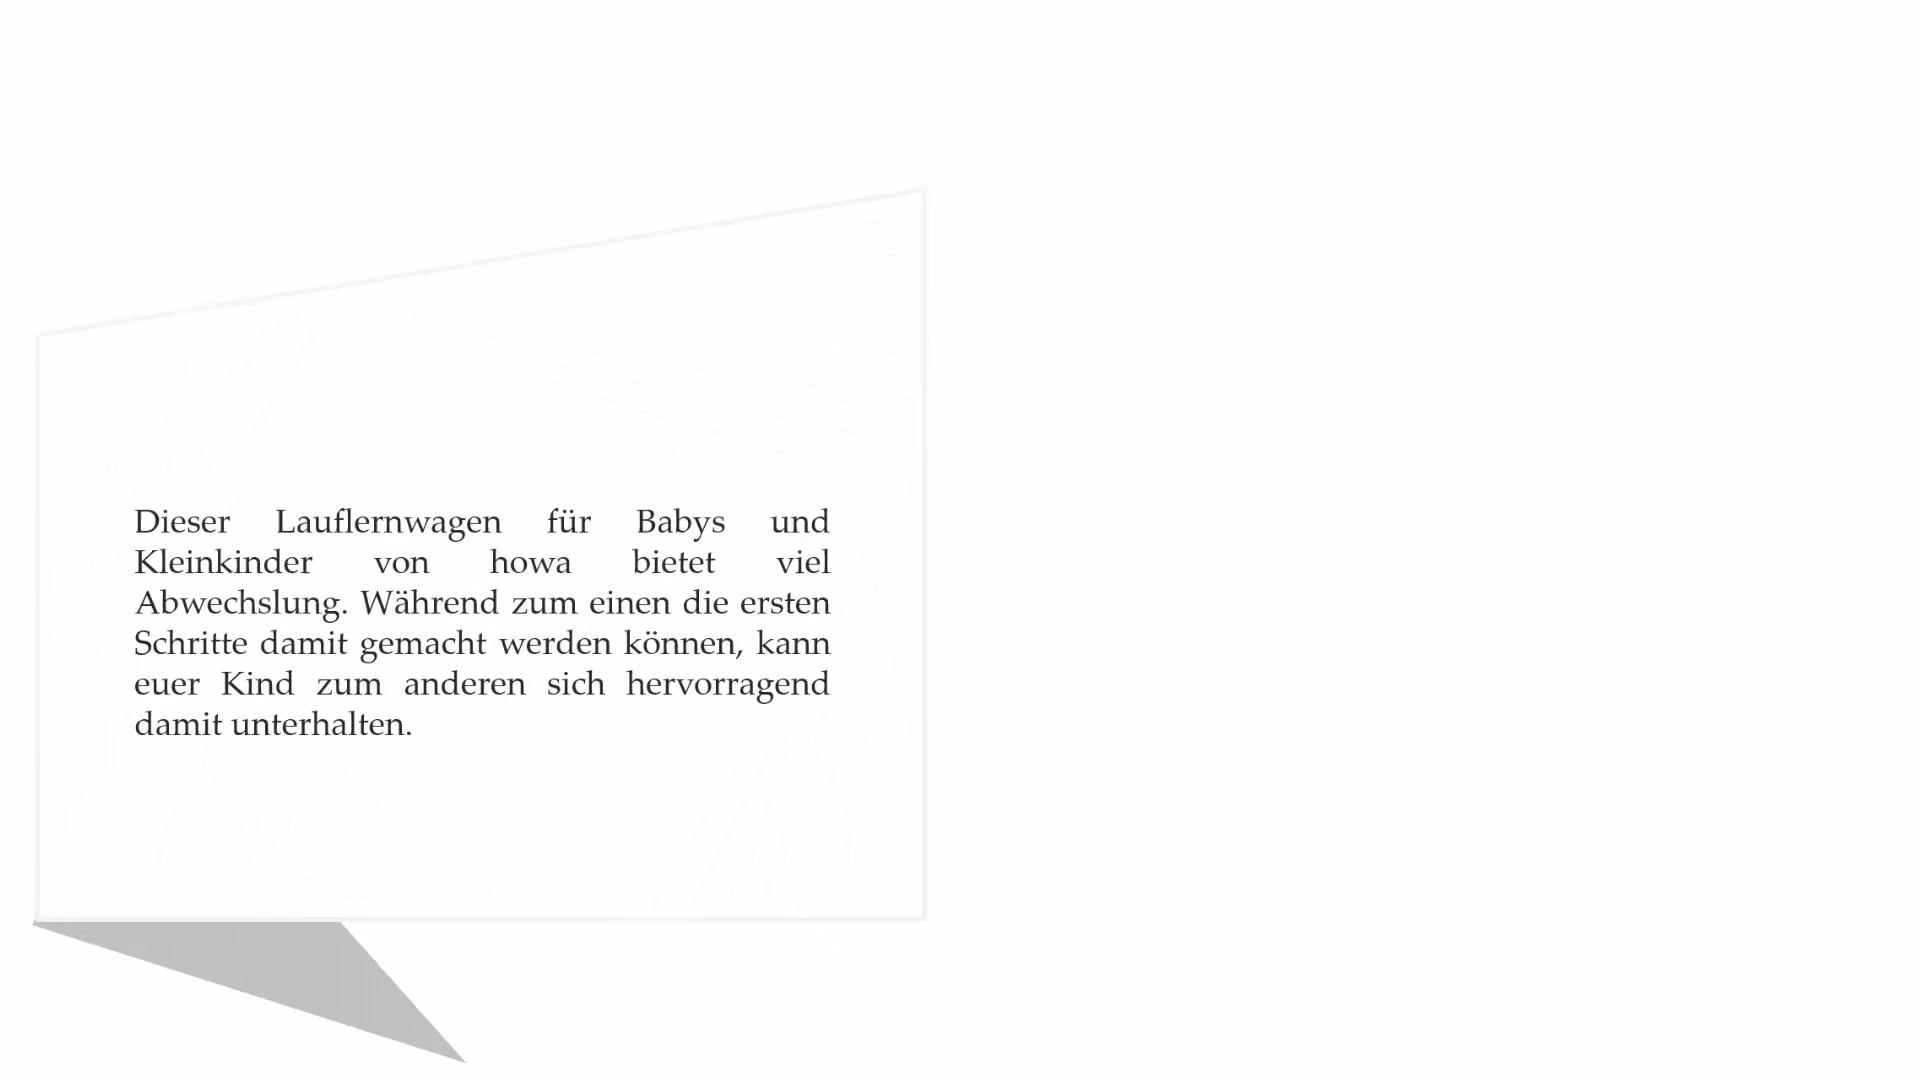 Dieser Lauflernwagen für Babys und
Kleinkinder von howa bietet viel
Abwechslung. Während zum einen die ersten
Schritte damit gemacht werden können, kann
euer Kind zum anderen sich hervorragend
damit unterhalten.